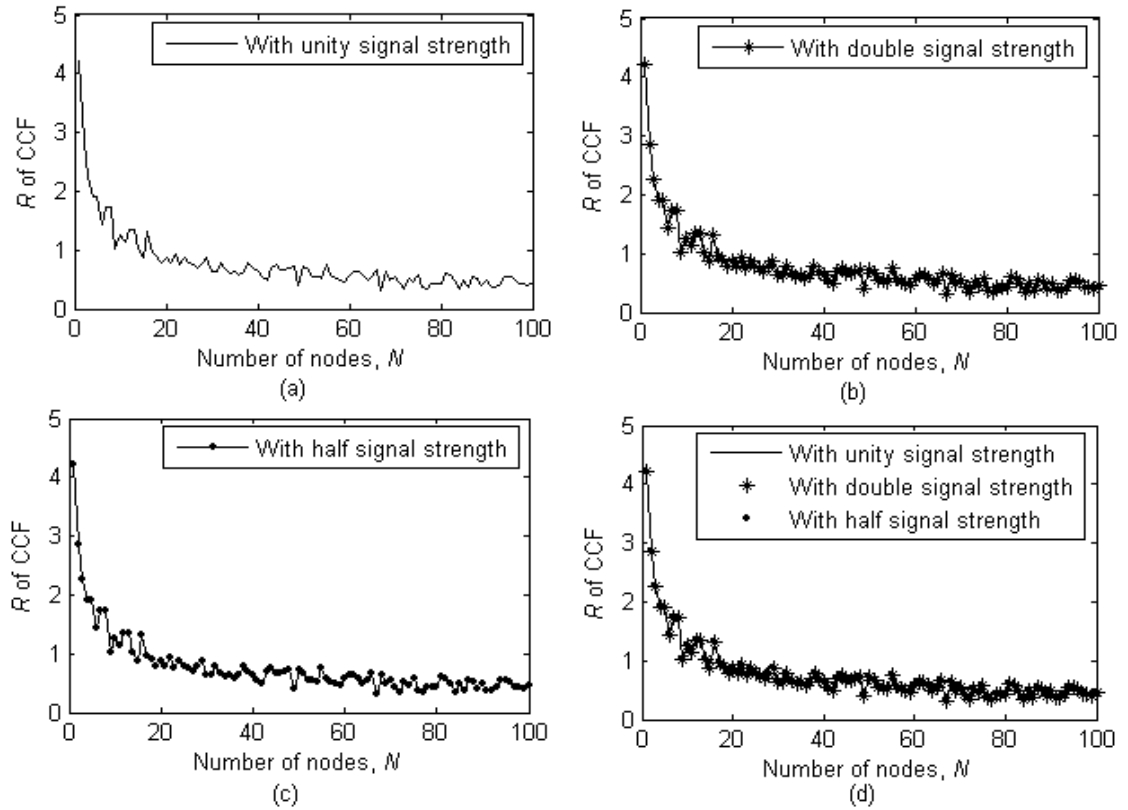 5
4
3
2
1
0
R of CCF
With unity signal strength
0 20 40 60 80 100
Number of nodes, N
(a)
5
4
3
2
1
0
R of CCF
With double signal strength
0 20 40 60 80 100
Number of nodes, N
(b)
5
4
3
2
1
0
R of CCF
With half signal strength
0 20 40 60 80 100
Number of nodes, N
(c)
5
4
3
2
1
0
R of CCF
With unity signal strength
With double signal strength
With half signal strength
0 20 40 60 80 100
Number of nodes, N
(d)